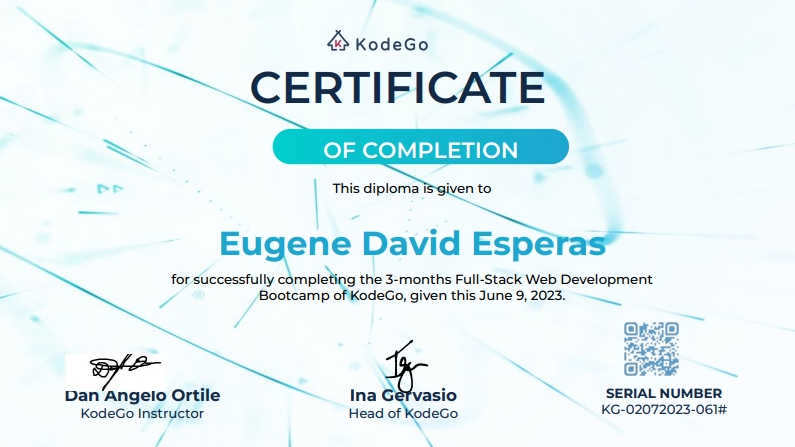 KodeGo
CERTIFICATE
OF COMPLETION
This diploma is given to
Eugene David Esperas
for successfully completing the 3-months Full-Stack Web Development
Bootcamp of KodeGo, given this June 9, 2023.
Dan Angelo Ortile
KodeGo Instructor
Ina Gervasio
Head of KodeGo
SERIAL NUMBER
KG-02072023-061#